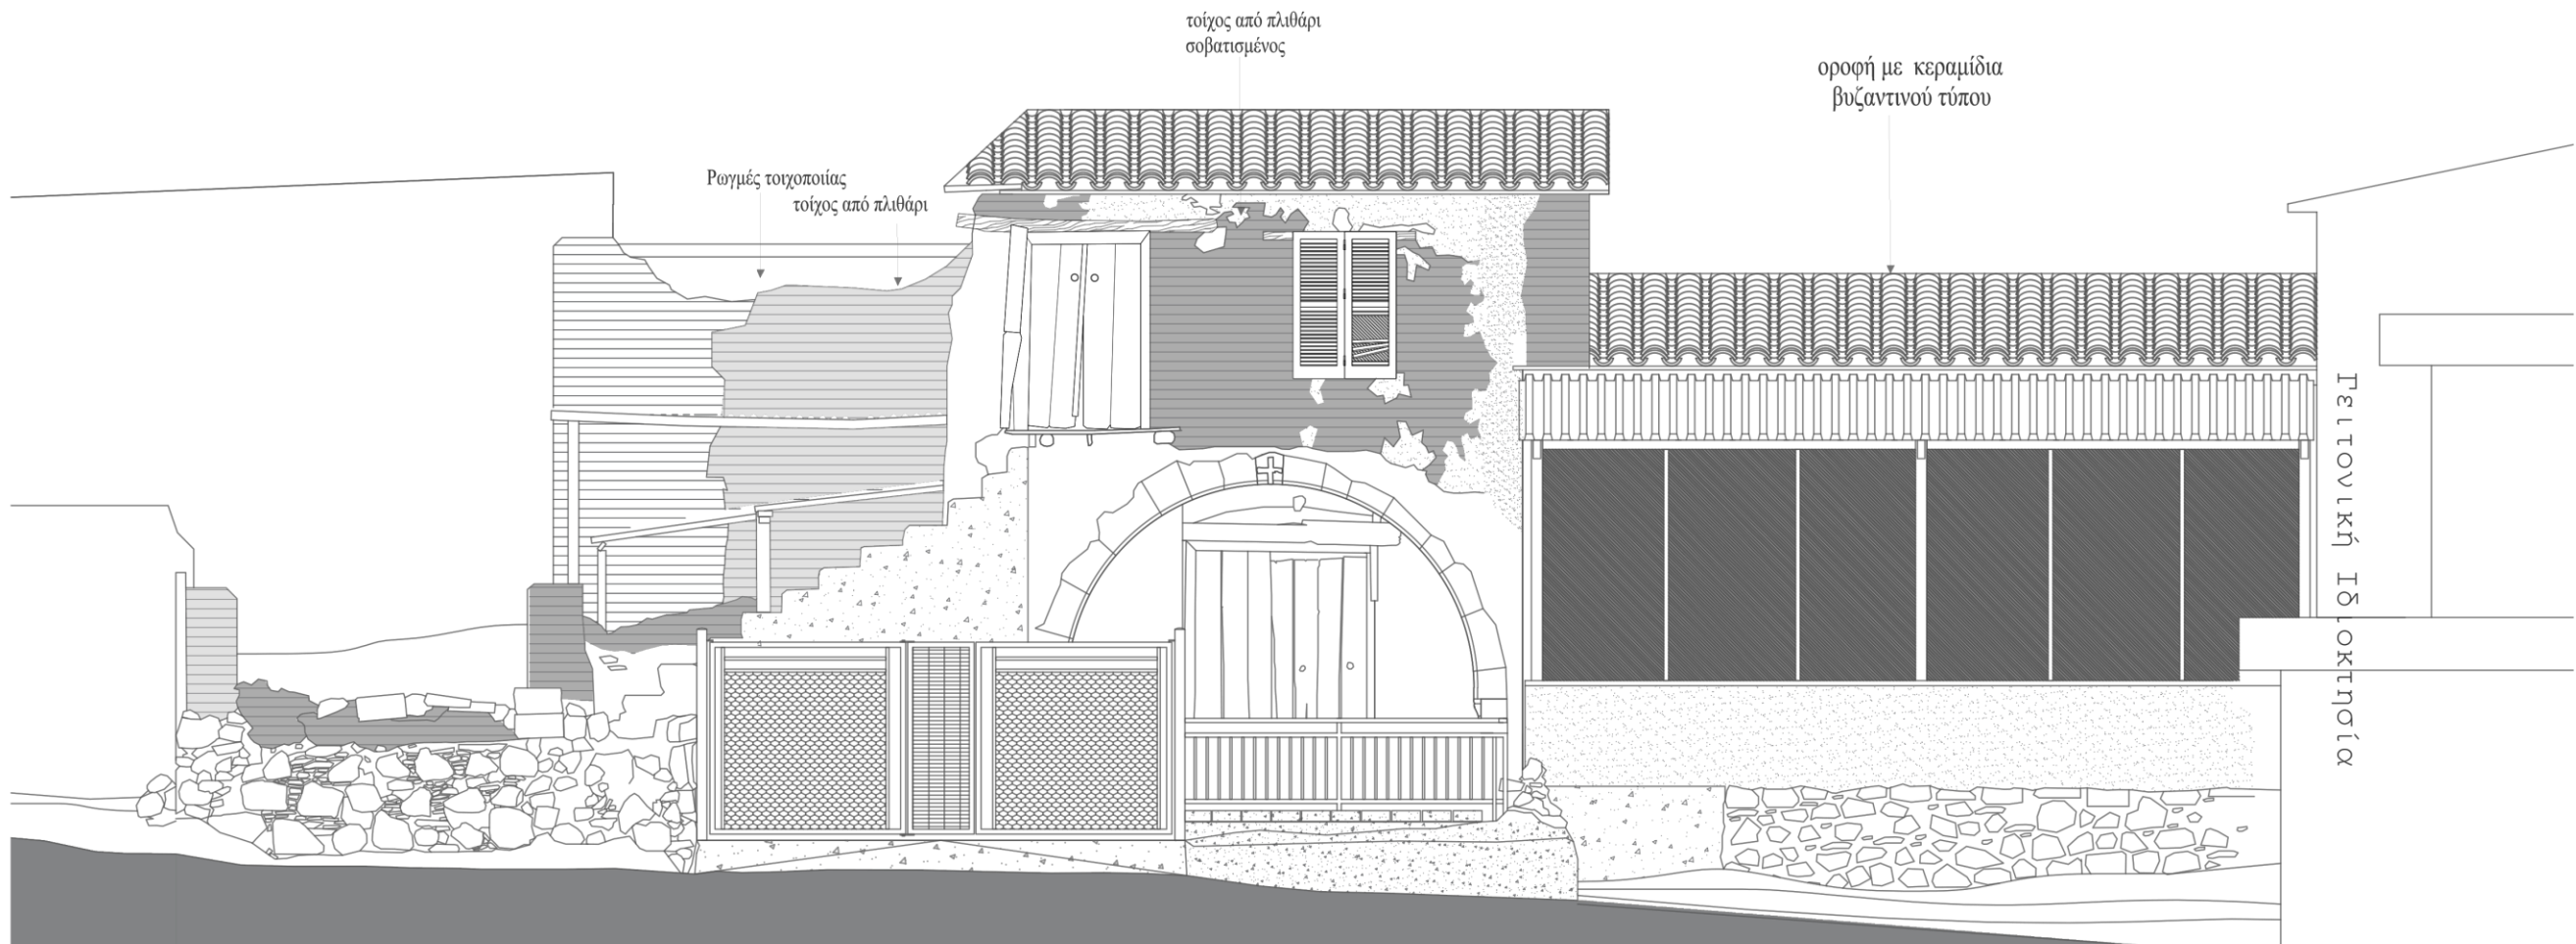 τοίχος από πλιθάρι
σοβατισμένος
οροφή με κεραμίδια
βυζαντινού τύπου
Ρωγμές τοιχοποιίας
τοίχος από πλιθάρι
Γειτονική Ιδιοκτησία